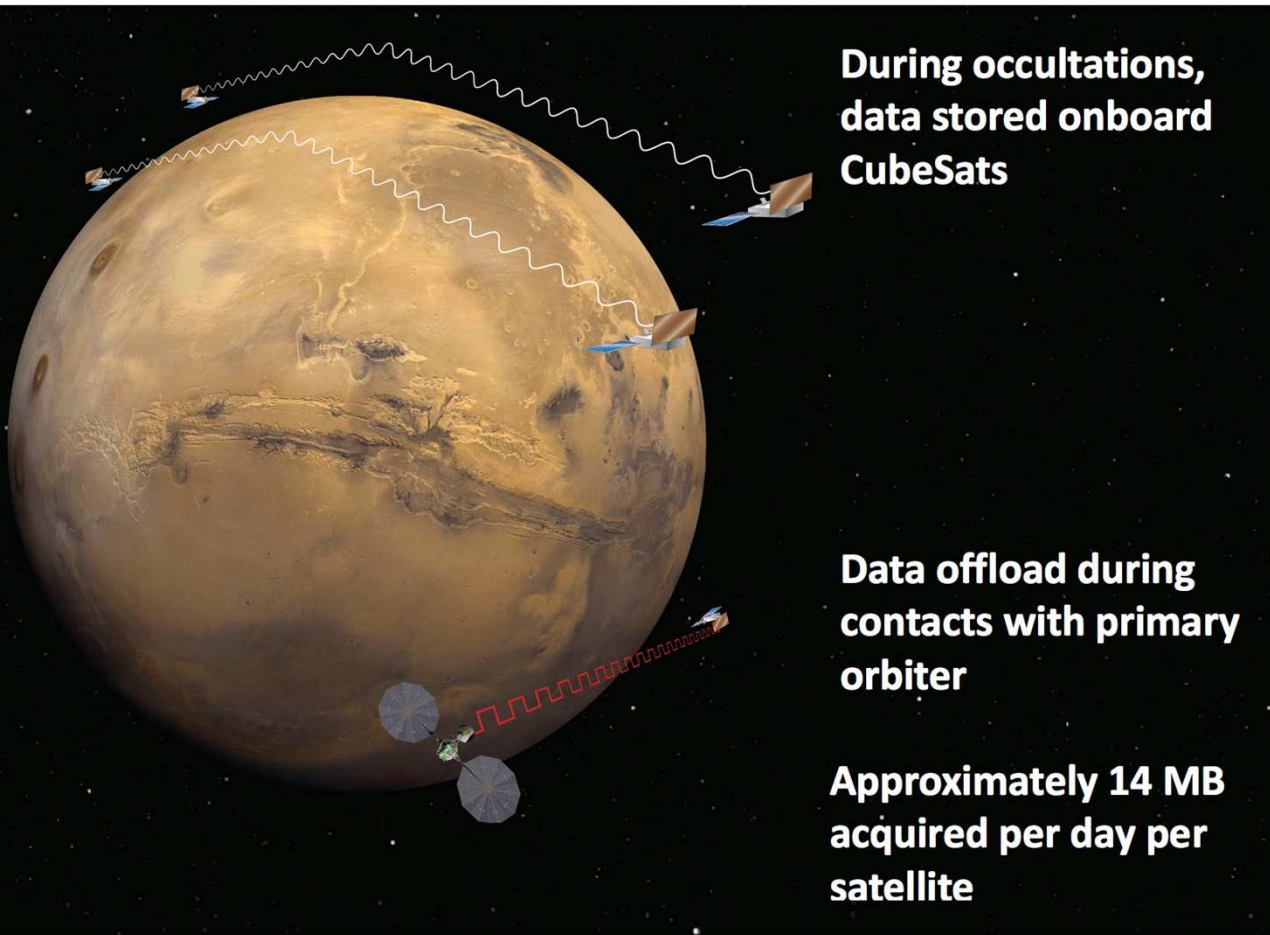 During occultations,
data stored onboard
CubeSats
Data offload during
contacts with primary
orbiter
Approximately 14 MB
acquired per day per
satellite